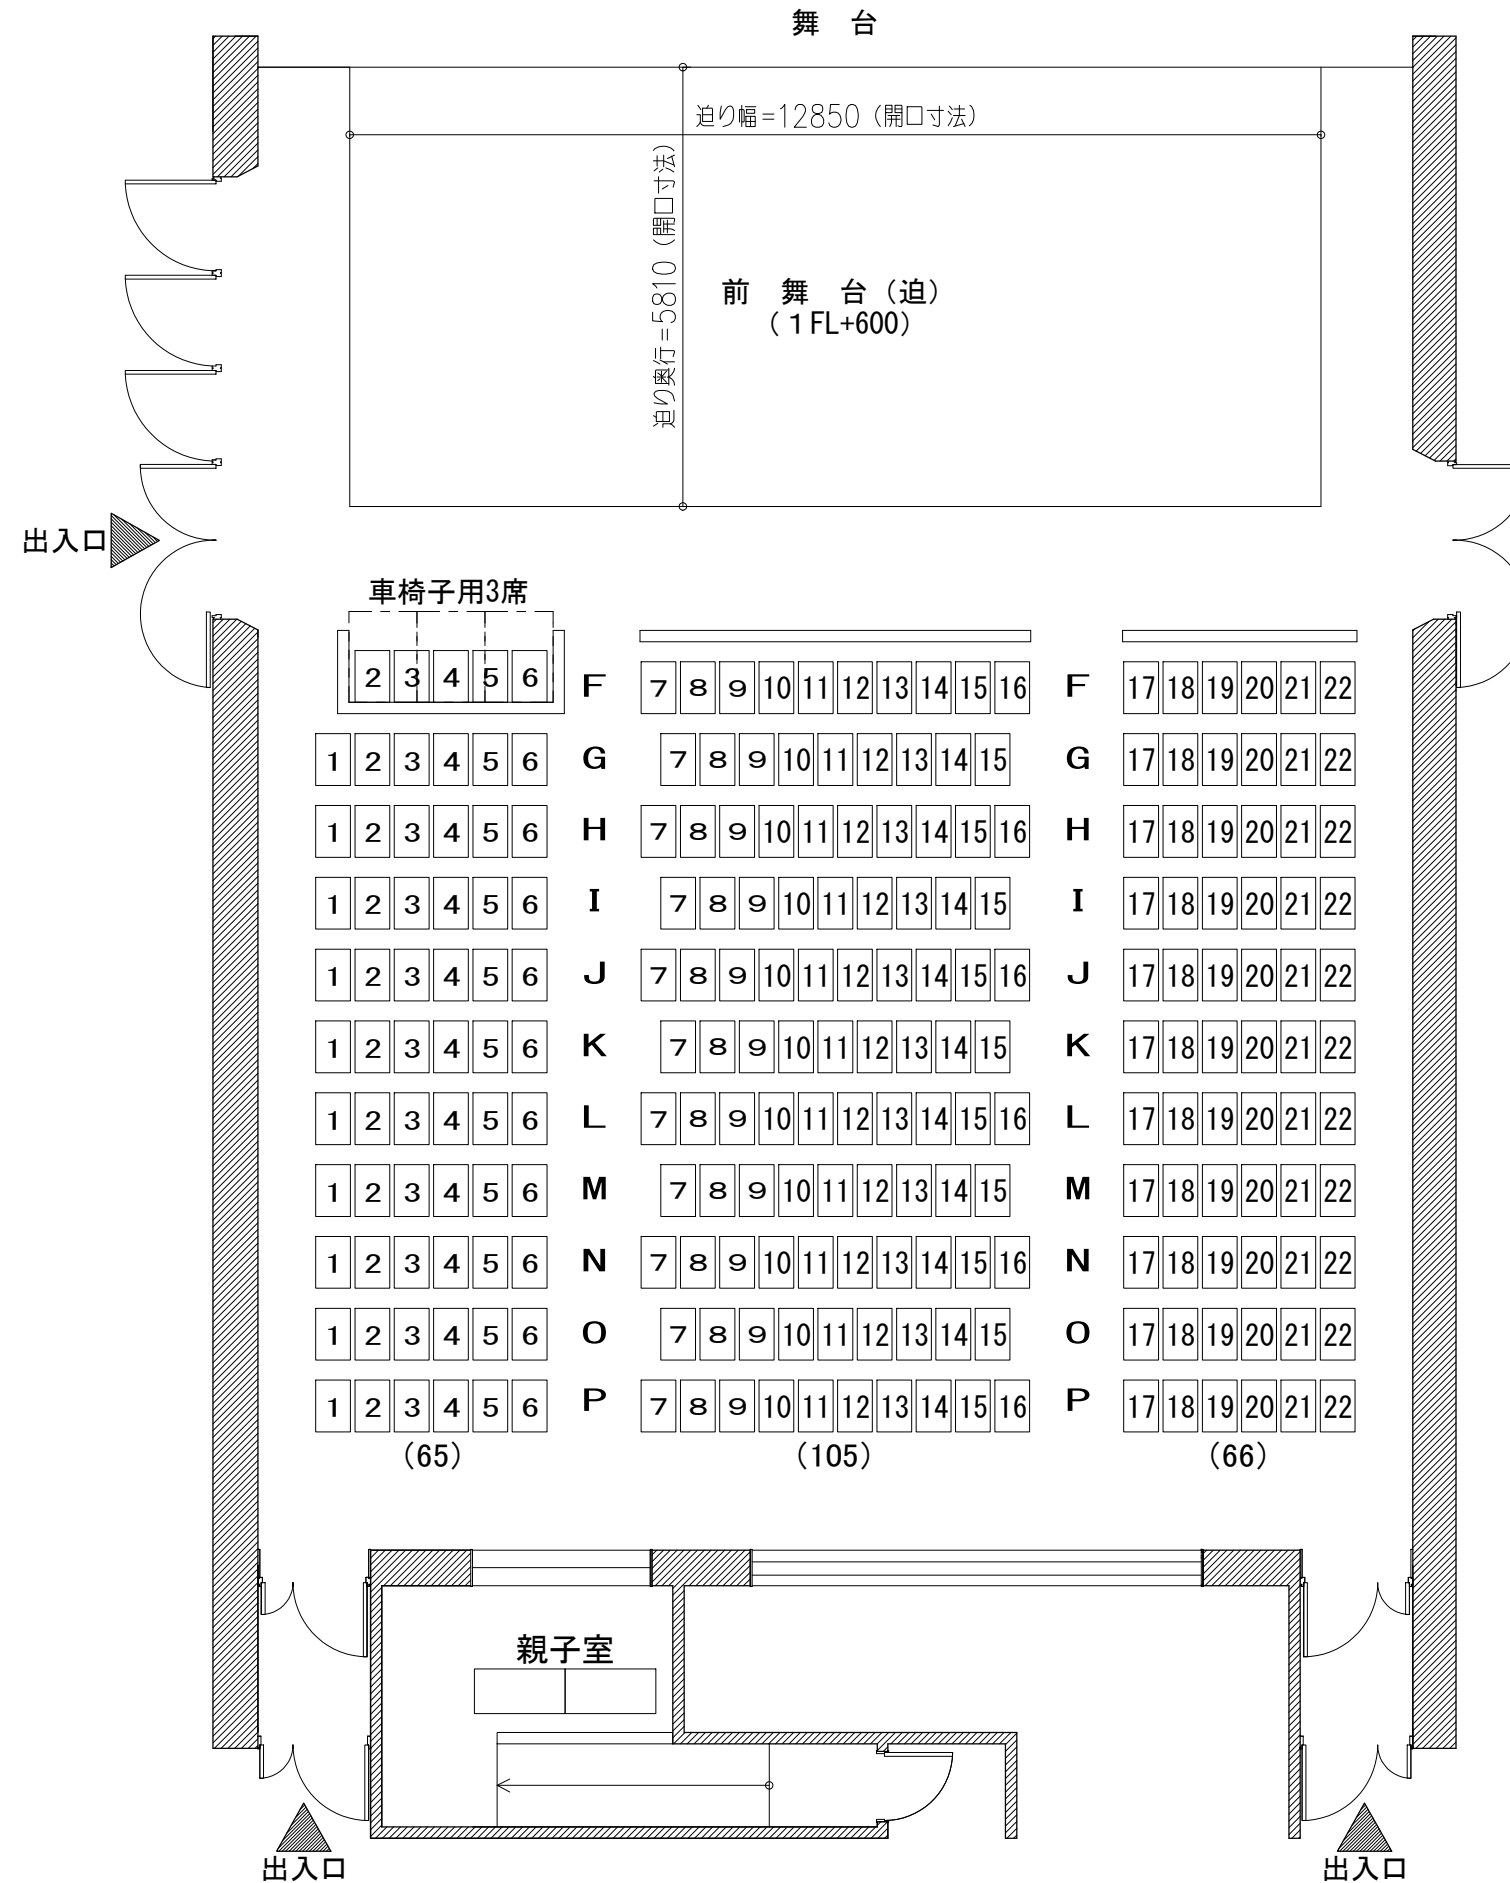 舞 台
迫り幅=12850（開口寸法）
迫り奥行=5810（開口寸法）
前 舞 台（迫）
（１FL+600）
出入口
車椅子用3席
2 3 4 5 6 F 7 8 9 10 11 12 13 14 15 16 F 17 18 19 20 21 22
1 2 3 4 5 6 G 7 8 9 10 11 12 13 14 15 G 17 18 19 20 21 22
1 2 3 4 5 6 H 7 8 9 10 11 12 13 14 15 16 H 17 18 19 20 21 22
1 2 3 4 5 6 I 7 8 9 10 11 12 13 14 15 I 17 18 19 20 21 22
1 2 3 4 5 6 J 7 8 9 10 11 12 13 14 15 16 J 17 18 19 20 21 22
1 2 3 4 5 6 K 7 8 9 10 11 12 13 14 15 K 17 18 19 20 21 22
1 2 3 4 5 6 L 7 8 9 10 11 12 13 14 15 16 L 17 18 19 20 21 22
1 2 3 4 5 6 M 7 8 9 10 11 12 13 14 15 M 17 18 19 20 21 22
1 2 3 4 5 6 N 7 8 9 10 11 12 13 14 15 16 N 17 18 19 20 21 22
1 2 3 4 5 6 O 7 8 9 10 11 12 13 14 15 O 17 18 19 20 21 22
1 2 3 4 5 6 P 7 8 9 10 11 12 13 14 15 16 P 17 18 19 20 21 22
（65） （105） （66）
親子室
出入口 出入口